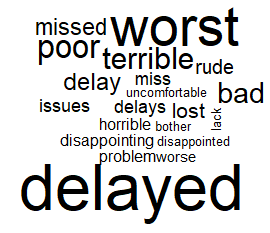 missed worst
poor terrible rude
delay miss bad
uncomfortable
issues delays lost lack
horrible bother
disappointing disappointed
problem worse
delayed